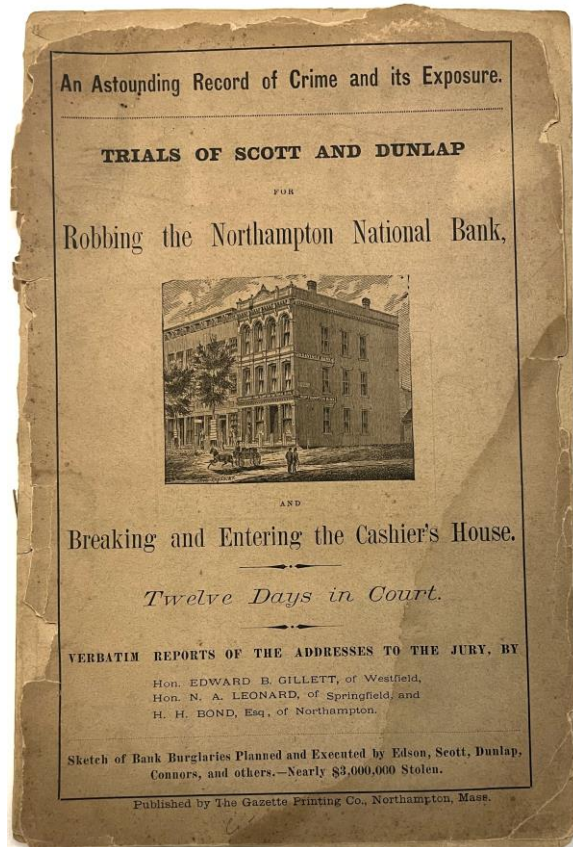 An Astounding Record of Crime and its Exposure.
TRIALS OF SCOTT AND DUNLAP
FOR
Robbing the Northampton National Bank,
AND
Breaking and Entering the Cashier's House.
Twelve Days in Court.
VERBATIM REPORTS OF THE ADDRESSES TO THE JURY, BY
Hon. EDWARD B. GILLETT, of Westfield,
Hon. N. A. LEONARD, of Springfield, and
H. H. BOND, Esq., of Northampton.
Sketch of Bank Burglaries Planned and Executed by Edson, Scott, Dunlap,
Connors, and others.—Nearly $3,000,000 Stolen.
Published by The Gazette Printing Co., Northampton, Mass.